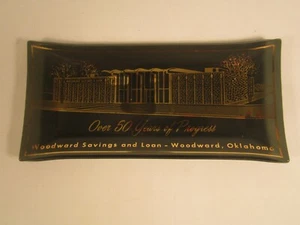 Over 50 Years of Progress
Woodward Savings and Loan - Woodward, Oklahoma